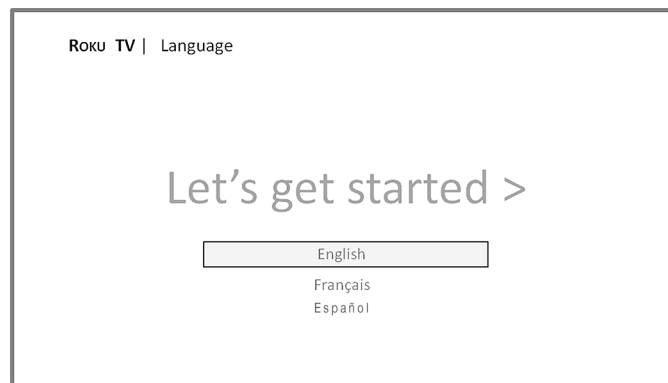 ROKU TV | Language
Let's get started >
English
Français
Español